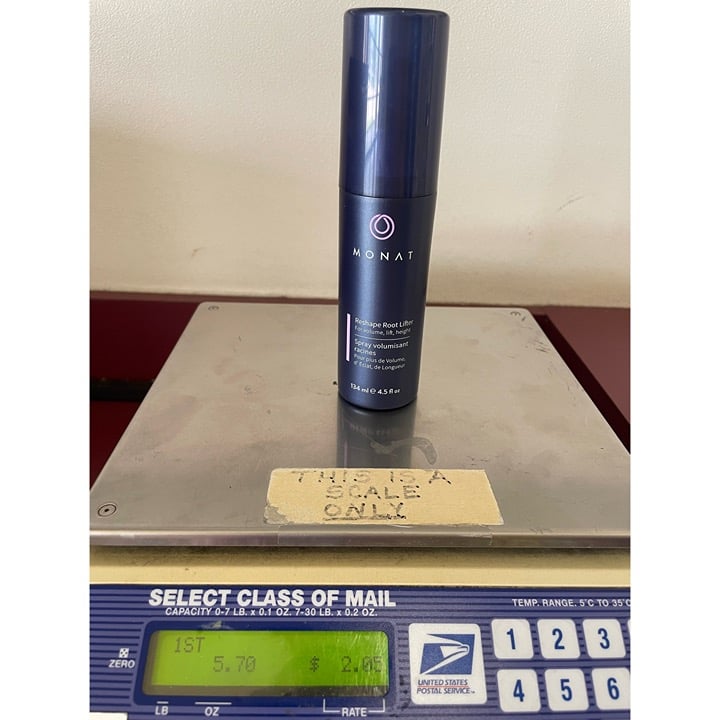 MONAT
Reshape Root Lifter
For volume, lift, height
Spray volumisant
racines
Pour plus de Volume,
d' Éclat, de Longueur
134 ml e 4.5 fl oz
THIS IS A
SCALE
ONLY
SELECT CLASS OF MAIL
CAPACITY 0-7 LB. x 0.1 OZ. 7-30 LB. x 0.2 OZ.
TEMP. RANGE. 5°C TO 35°C
1ST
5.70 $ 2.05
ZERO
LB OZ RATE
UNITED STATES
POSTAL SERVICE
1 2 3
4 5 6